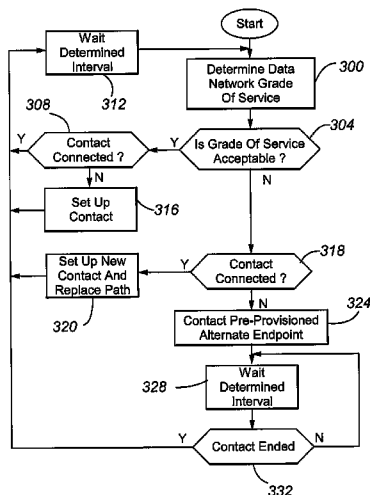 Start
Wait
Determined
Interval
312
Determine Data
Network Grade
Of Service
300
308
304
Contact
Connected ?
Y
Y
Is Grade Of Service
Acceptable ?
N
N
Set Up
Contact
316
318
Set Up New
Contact And
Replace Path
320
Y
Contact
Connected ?
N
324
Contact Pre-Provisioned
Alternate Endpoint
328
Wait
Determined
Interval
Y
Contact Ended
N
332